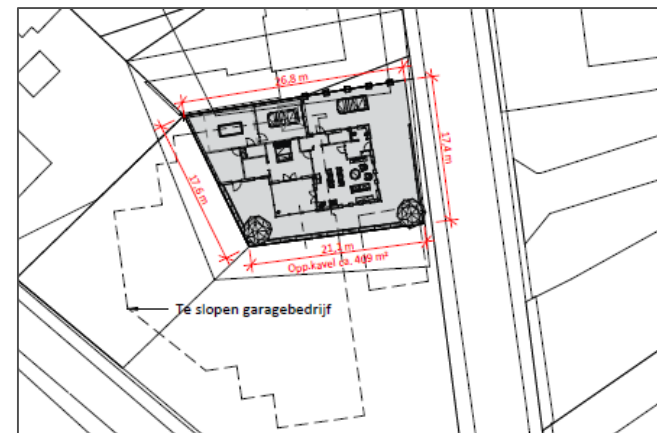 26,8 m
17,4 m
17,6 m
21,1 m
Opp.kavel ca. 409 m²
Te slopen garagebedrijf